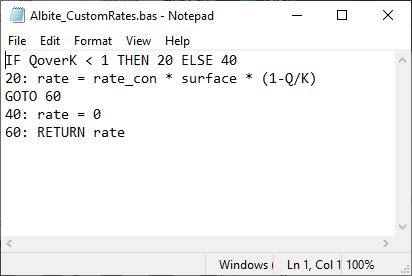 Albite_CustomRates.bas - Notepad
File Edit Format View Help
IF QoverK < 1 THEN 20 ELSE 40
20: rate = rate_con * surface * (1-Q/K)
GOTO 60
40: rate = 0
60: RETURN rate
Windows ( Ln 1, Col 1 100%